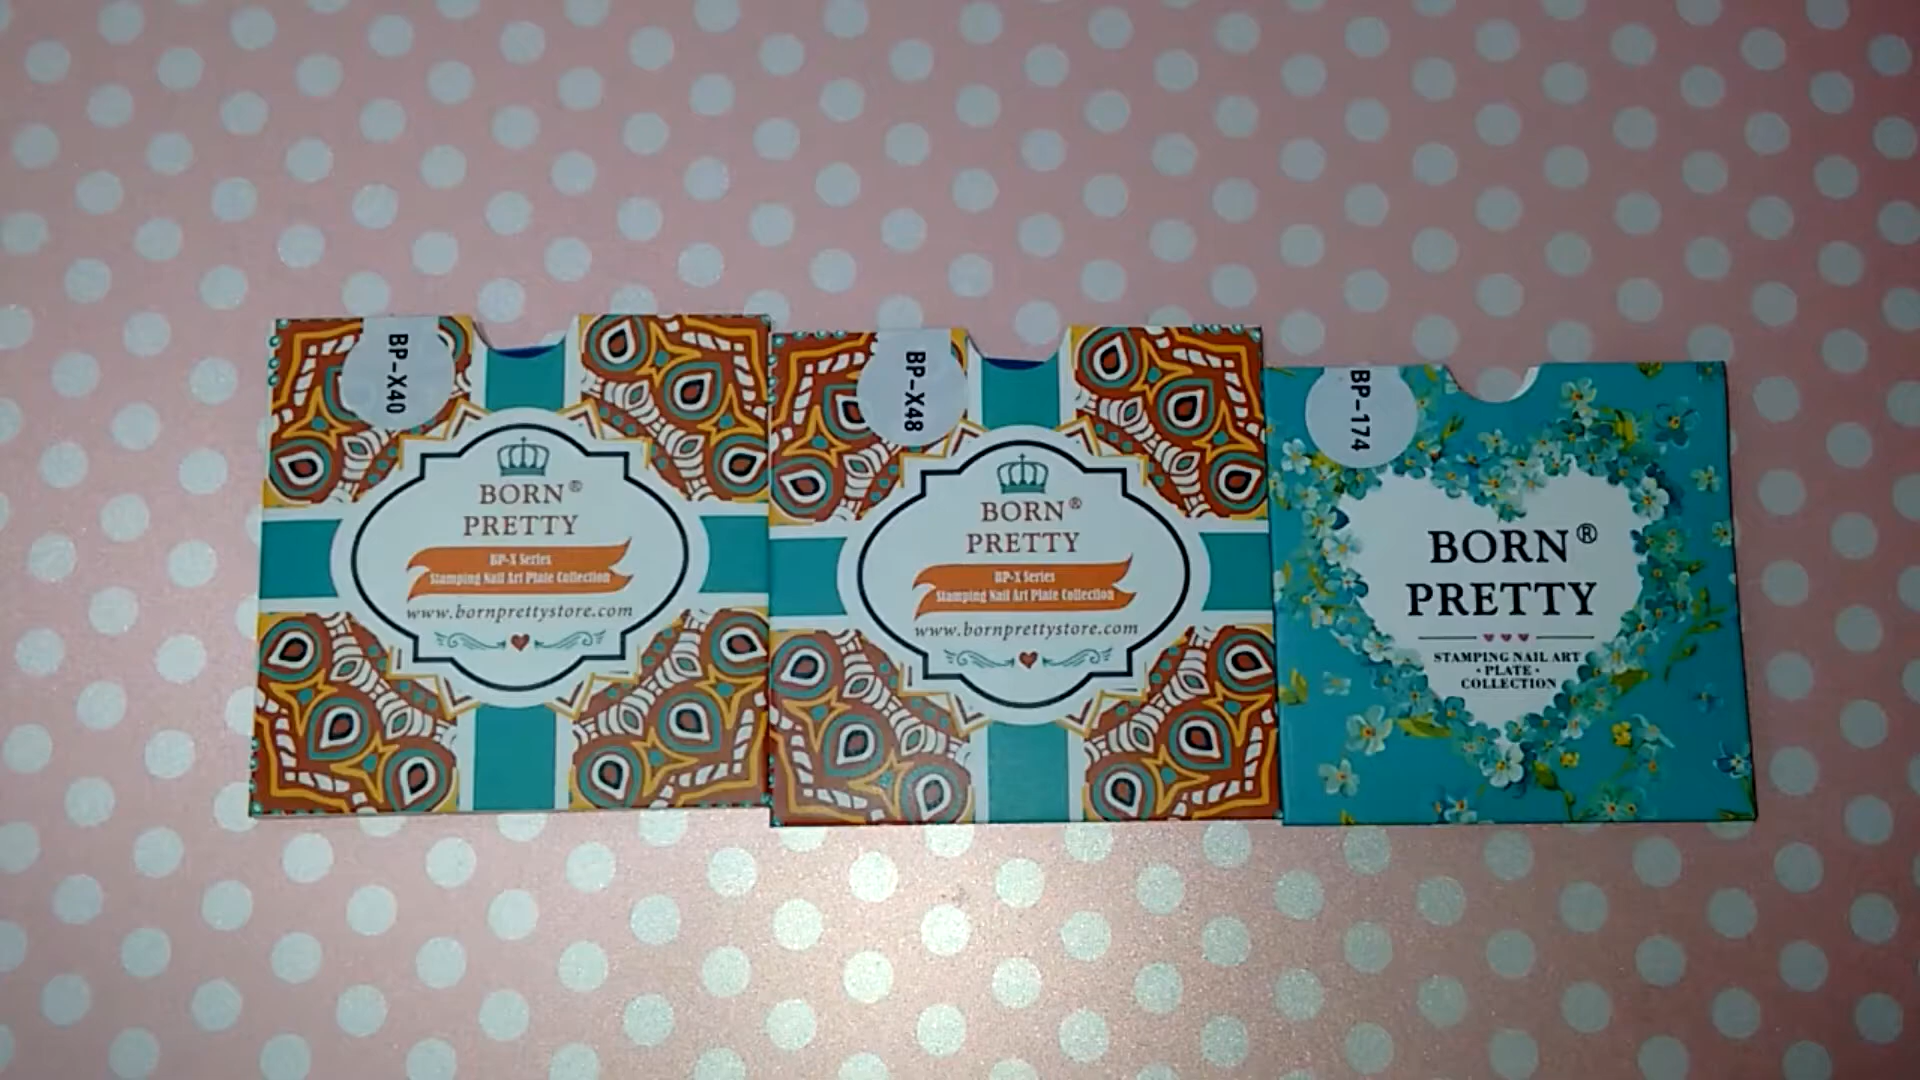 BP-X40
BORN®
PRETTY
BP-X Series
Stamping Nail Art Plate Collection
www.bornprettystore.com
BP-X48
BORN®
PRETTY
BP-X Series
Stamping Nail Art Plate Collection
www.bornprettystore.com
BP-174
BORN®
PRETTY
STAMPING NAIL ART
• PLATE •
COLLECTION